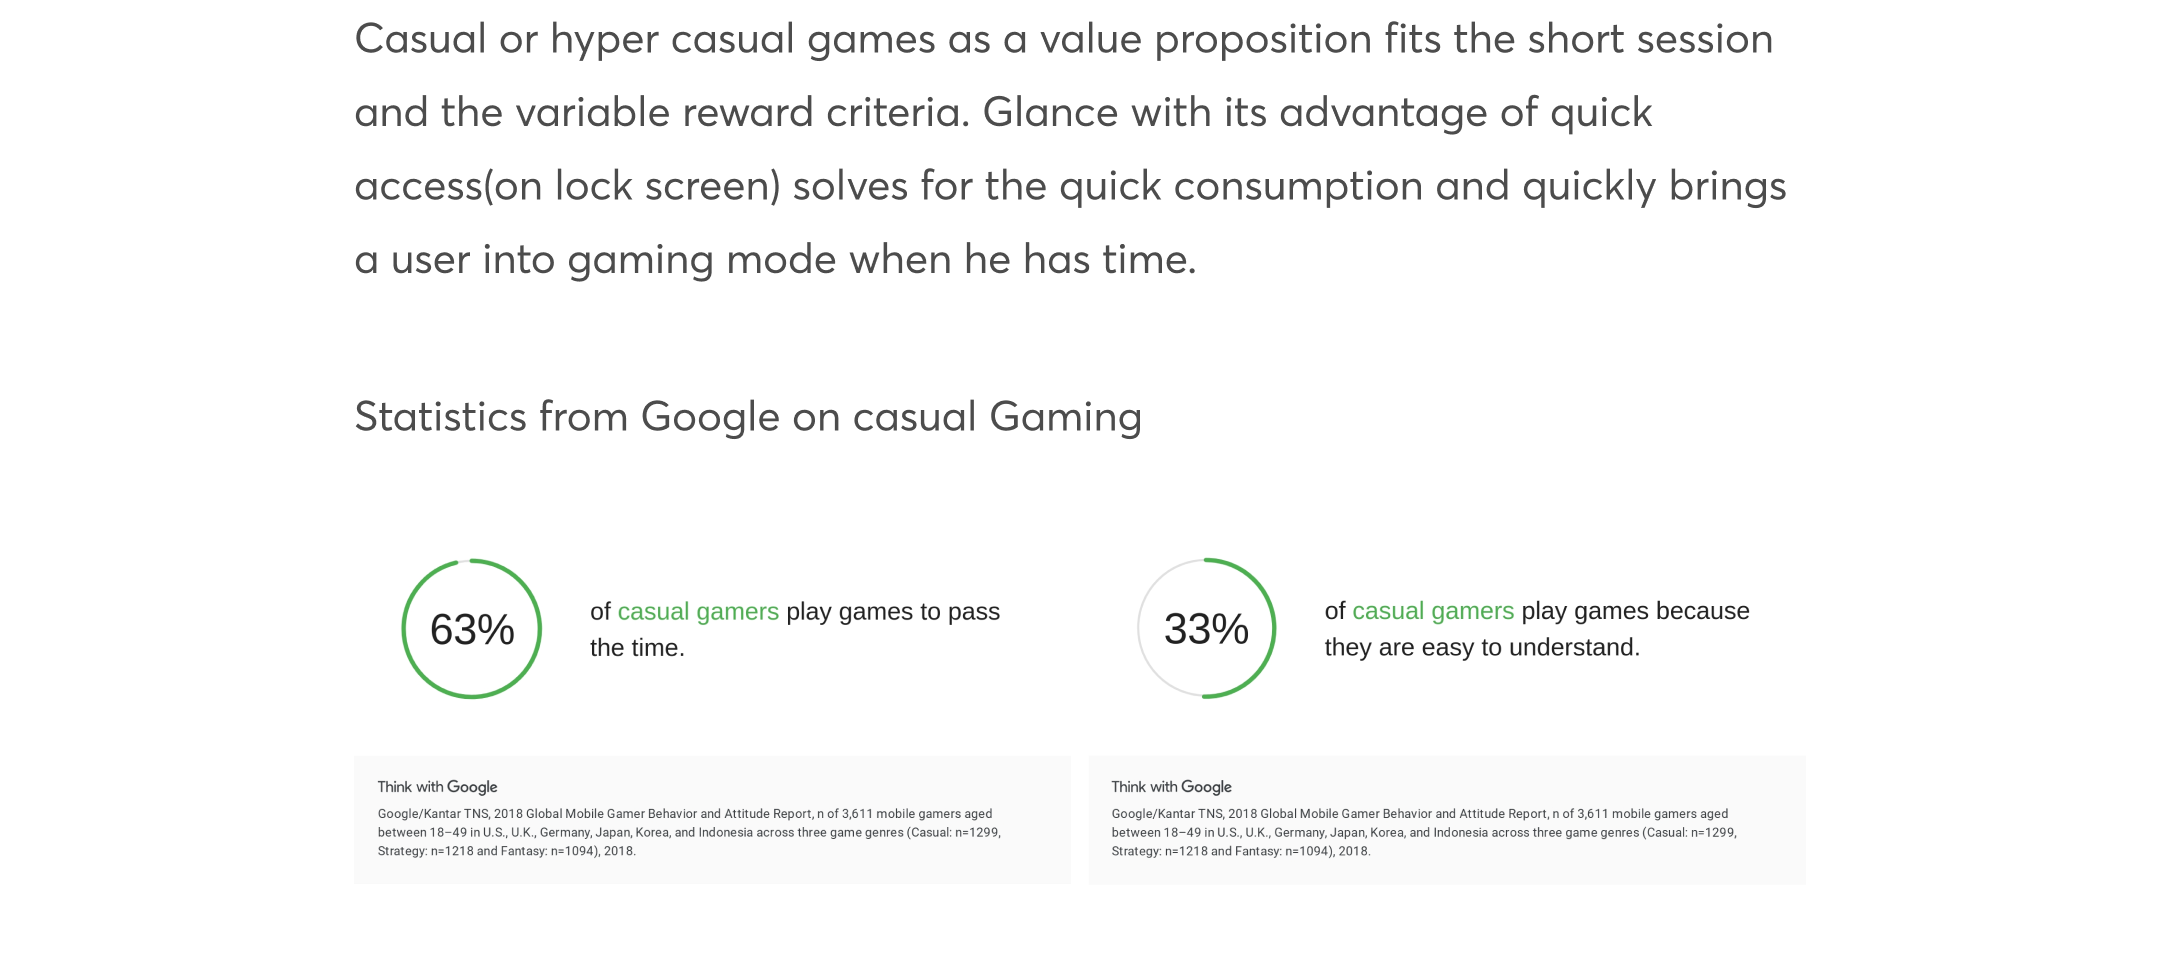 Casual or hyper casual games as a value proposition fits the short session
and the variable reward criteria. Glance with its advantage of quick
access(on lock screen) solves for the quick consumption and quickly brings
a user into gaming mode when he has time.
Statistics from Google on casual Gaming
63%
of casual gamers play games to pass
the time.
33%
of casual gamers play games because
they are easy to understand.
Think with Google
Google/Kantar TNS, 2018 Global Mobile Gamer Behavior and Attitude Report, n of 3,611 mobile gamers aged
between 18–49 in U.S., U.K., Germany, Japan, Korea, and Indonesia across three game genres (Casual: n=1299,
Strategy: n=1218 and Fantasy: n=1094), 2018.
Think with Google
Google/Kantar TNS, 2018 Global Mobile Gamer Behavior and Attitude Report, n of 3,611 mobile gamers aged
between 18–49 in U.S., U.K., Germany, Japan, Korea, and Indonesia across three game genres (Casual: n=1299,
Strategy: n=1218 and Fantasy: n=1094), 2018.